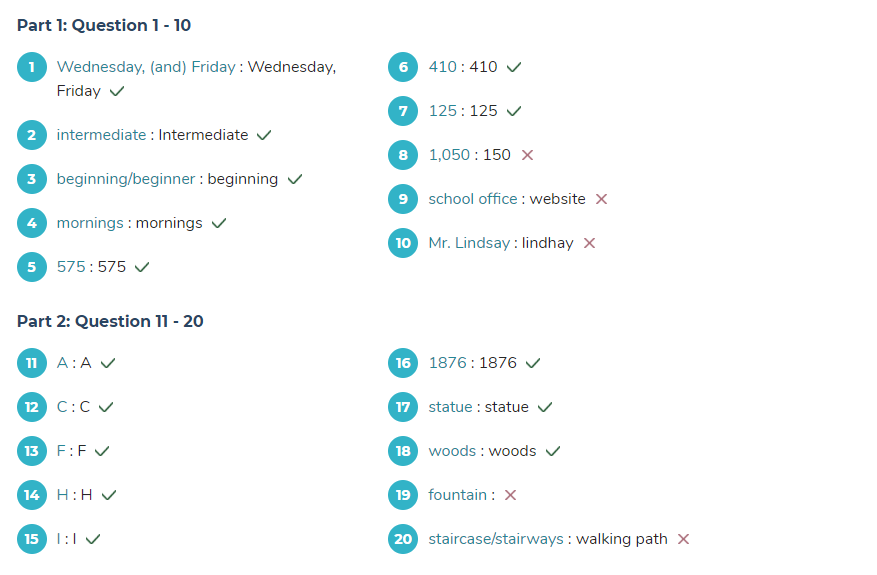 Part 1: Question 1 - 10
1 Wednesday, (and) Friday : Wednesday,
Friday ✓
2 intermediate : Intermediate ✓
3 beginning/beginner : beginning ✓
4 mornings : mornings ✓
5 575 : 575 ✓
6 410 : 410 ✓
7 125 : 125 ✓
8 1,050 : 150 ✗
9 school office : website ✗
10 Mr. Lindsay : lindhay ✗
Part 2: Question 11 - 20
11 A : A ✓
12 C : C ✓
13 F : F ✓
14 H : H ✓
15 I : I ✓
16 1876 : 1876 ✓
17 statue : statue ✓
18 woods : woods ✓
19 fountain : ✗
20 staircase/stairways : walking path ✗